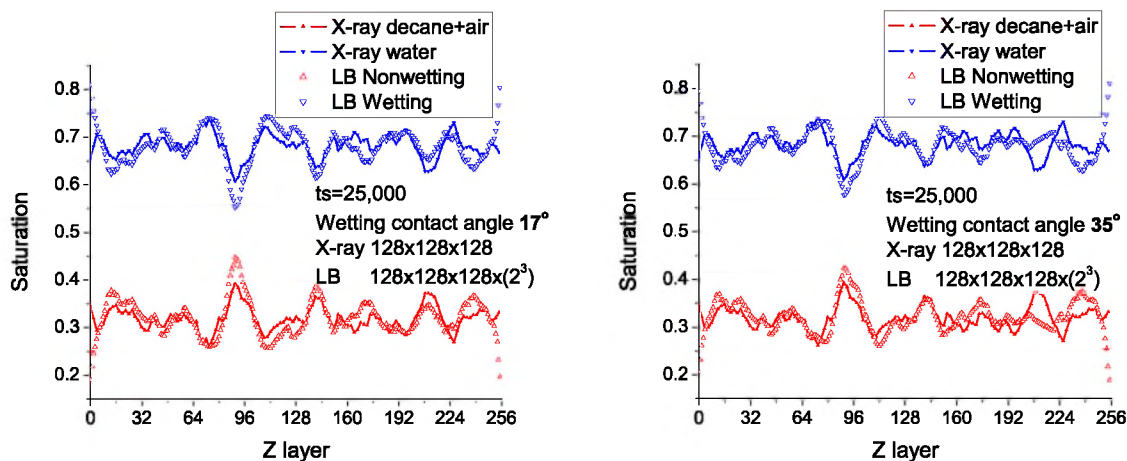 X-ray decane+air
X-ray water
LB Nonwetting
LB Wetting
0.8
0.7
0.6
0.5
0.4
0.3
0.2
Saturation
ts=25,000
Wetting contact angle 17°
X-ray 128x128x128
LB 128x128x128x(2³)
0 32 64 96 128 160 192 224 256
Z layer
X-ray decane+air
X-ray water
LB Nonwetting
LB Wetting
0.8
0.7
0.6
0.5
0.4
0.3
0.2
Saturation
ts=25,000
Wetting contact angle 35°
X-ray 128x128x128
LB 128x128x128x(2³)
0 32 64 96 128 160 192 224 256
Z layer